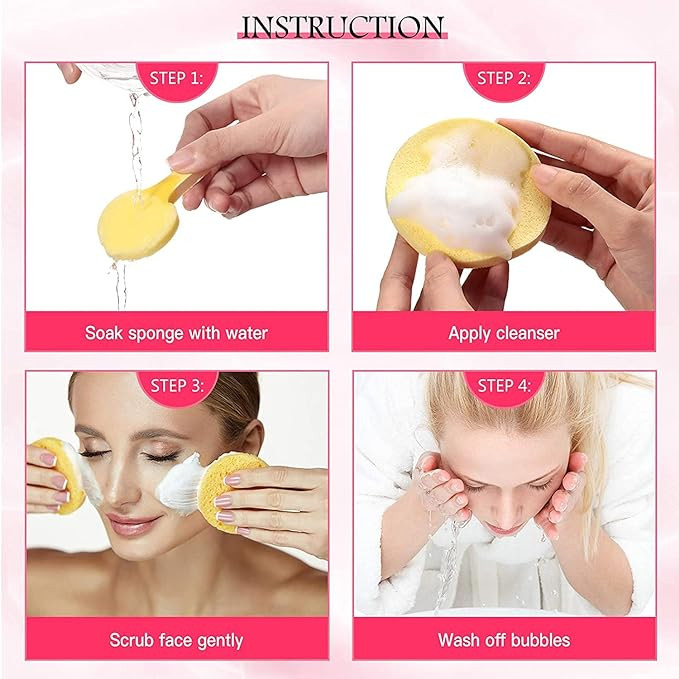 INSTRUCTION
STEP 1:
STEP 2:
Soak sponge with water
Apply cleanser
STEP 3:
STEP 4:
Scrub face gently
Wash off bubbles